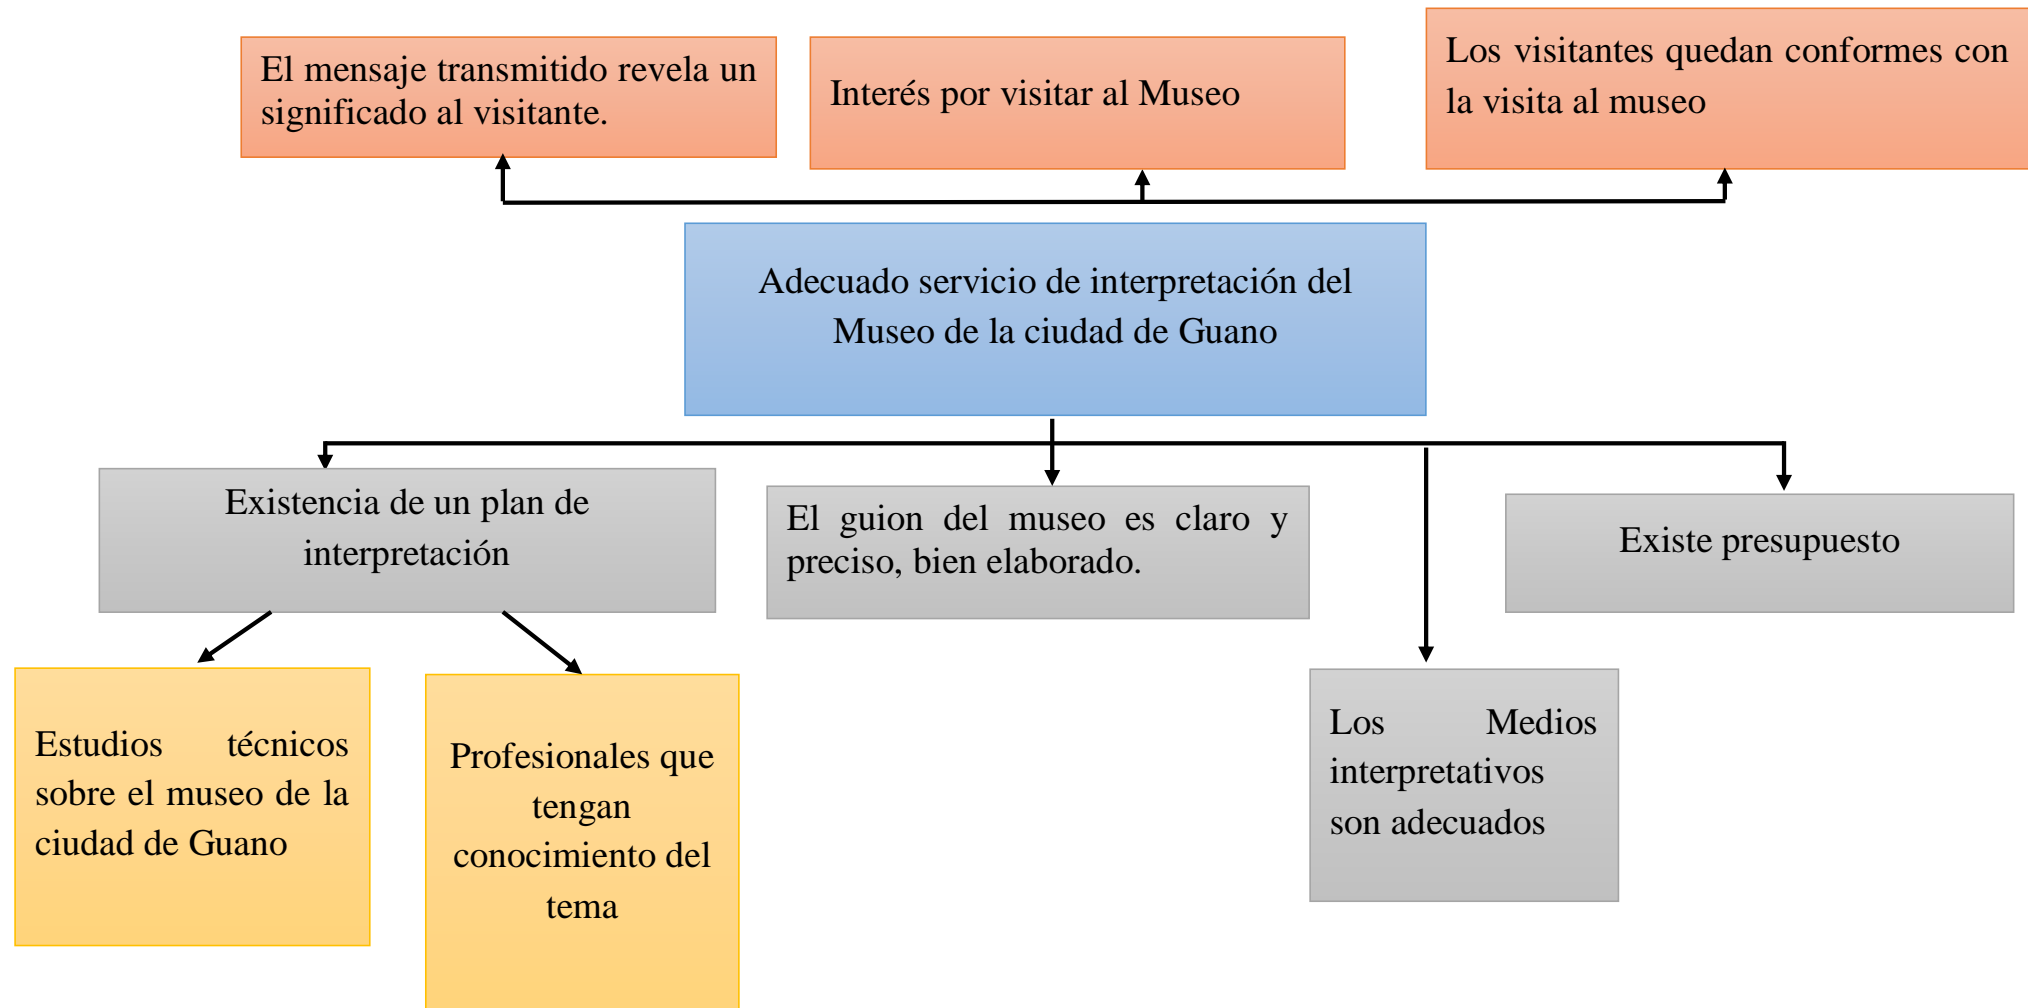 El mensaje transmitido revela un
significado al visitante.
Interés por visitar al Museo
Los visitantes quedan conformes con
la visita al museo
Adecuado servicio de interpretación del
Museo de la ciudad de Guano
Existencia de un plan de
interpretación
El guion del museo es claro y
preciso, bien elaborado.
Existe presupuesto
Estudios técnicos
sobre el museo de la
ciudad de Guano
Profesionales que
tengan
conocimiento del
tema
Los Medios
interpretativos
son adecuados